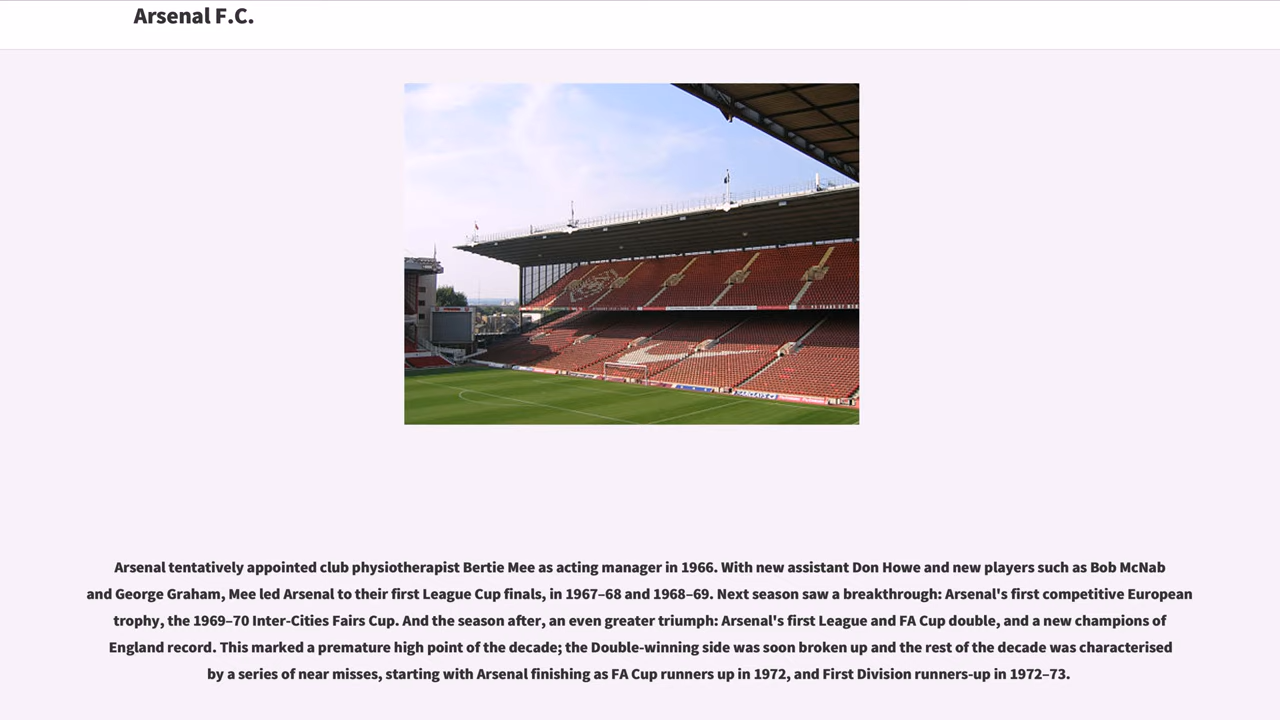 Arsenal F.C.
Arsenal tentatively appointed club physiotherapist Bertie Mee as acting manager in 1966. With new assistant Don Howe and new players such as Bob McNab
and George Graham, Mee led Arsenal to their first League Cup finals, in 1967–68 and 1968–69. Next season saw a breakthrough: Arsenal's first competitive European
trophy, the 1969–70 Inter-Cities Fairs Cup. And the season after, an even greater triumph: Arsenal's first League and FA Cup double, and a new champions of
England record. This marked a premature high point of the decade; the Double-winning side was soon broken up and the rest of the decade was characterised
by a series of near misses, starting with Arsenal finishing as FA Cup runners up in 1972, and First Division runners-up in 1972–73.